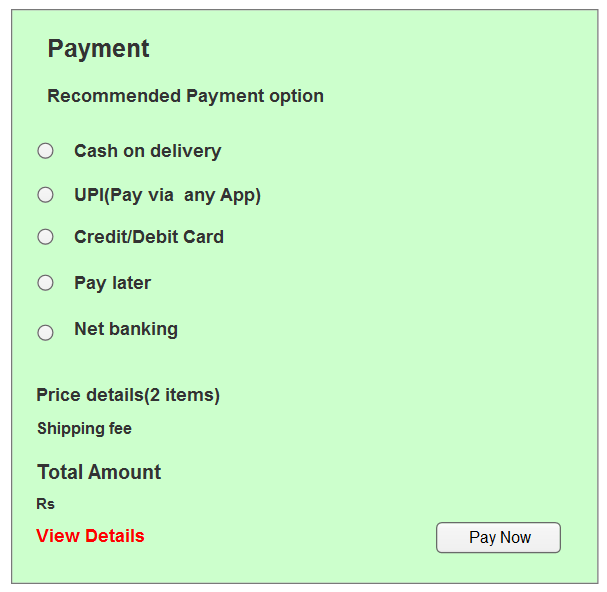 Payment
Recommended Payment option
Cash on delivery
UPI(Pay via  any App)
Credit/Debit Card
Pay later
Net banking
Price details(2 items)
Shipping fee
Total Amount
Rs
View Details
Pay Now